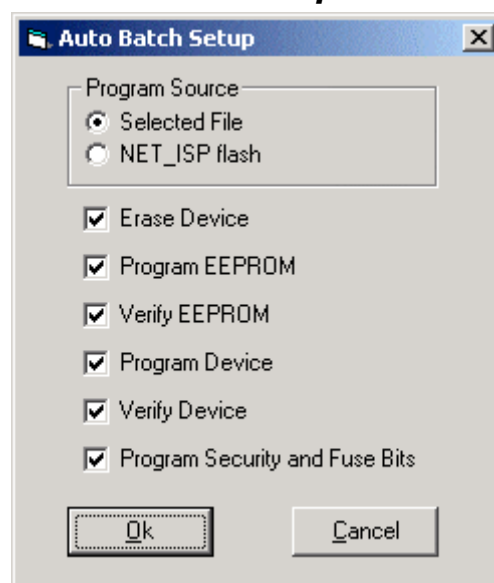 Auto Batch Setup
Program Source
Selected File
NET_ISP flash
Erase Device
Program EEPROM
Verify EEPROM
Program Device
Verify Device
Program Security and Fuse Bits
Ok
Cancel